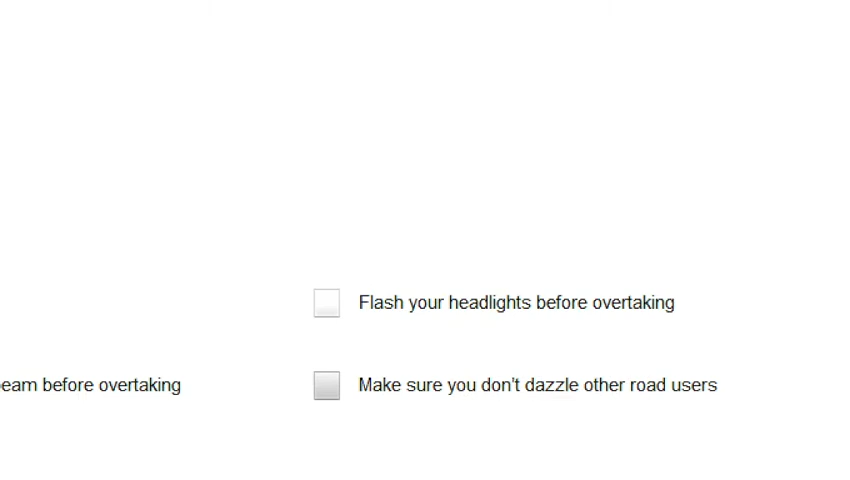 Flash your headlights before overtaking
before overtaking
Make sure you don't dazzle other road users